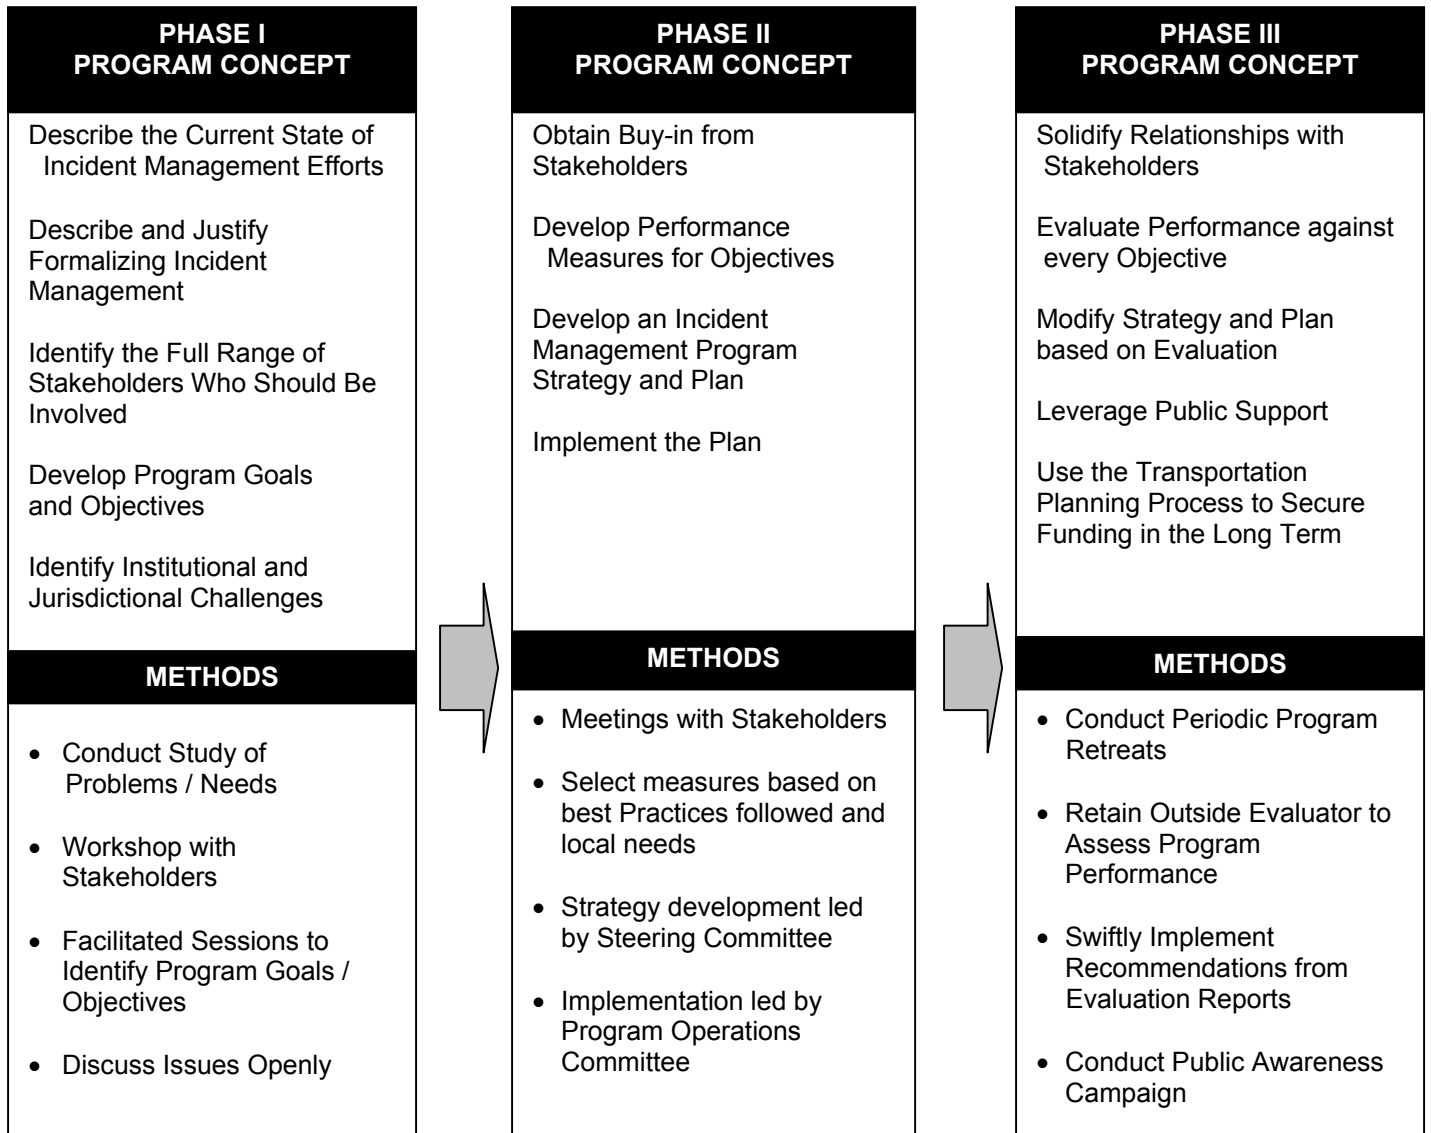 PHASE I
PROGRAM CONCEPT
Describe the Current State of
Incident Management Efforts
Describe and Justify
Formalizing Incident
Management
Identify the Full Range of
Stakeholders Who Should Be
Involved
Develop Program Goals
and Objectives
Identify Institutional and
Jurisdictional Challenges
METHODS
• Conduct Study of
Problems / Needs
• Workshop with
Stakeholders
• Facilitated Sessions to
Identify Program Goals /
Objectives
• Discuss Issues Openly
PHASE II
PROGRAM CONCEPT
Obtain Buy-in from
Stakeholders
Develop Performance
Measures for Objectives
Develop an Incident
Management Program
Strategy and Plan
Implement the Plan
METHODS
• Meetings with Stakeholders
• Select measures based on
best Practices followed and
local needs
• Strategy development led
by Steering Committee
• Implementation led by
Program Operations
Committee
PHASE III
PROGRAM CONCEPT
Solidify Relationships with
Stakeholders
Evaluate Performance against
every Objective
Modify Strategy and Plan
based on Evaluation
Leverage Public Support
Use the Transportation
Planning Process to Secure
Funding in the Long Term
METHODS
• Conduct Periodic Program
Retreats
• Retain Outside Evaluator to
Assess Program
Performance
• Swiftly Implement
Recommendations from
Evaluation Reports
• Conduct Public Awareness
Campaign